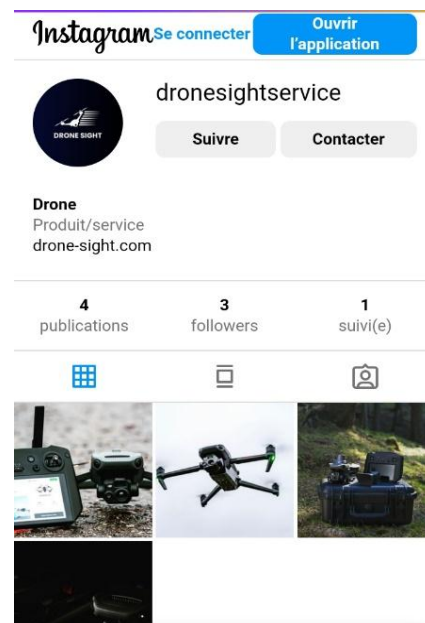 Instagram Se connecter Ouvrir l'application
dronesightservice
DRONE SIGHT
Suivre Contacter
Drone
Produit/service
drone-sight.com
4 3 1
publications followers suivi(e)